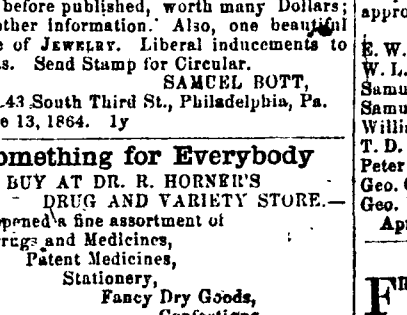 before published, worth many Dollars;
other information. Also, one beautiful
e of JEWELRY. Liberal inducements to
s. Send Stamp for Circular.
SAMUEL BOTT,
43 South Third St., Philadelphia, Pa.
e 13, 1864. 1y
omething for Everybody
BUY AT DR. R. HORNER'S
DRUG AND VARIETY STORE.—
opened a fine assortment of
rugs and Medicines,
Patent Medicines,
Stationery,
Fancy Dry Goods,
Confections
appro
E. W.
W. L.
Samu
Samu
Willi
T. D.
Peter
Geo. 
Geo.
Ap